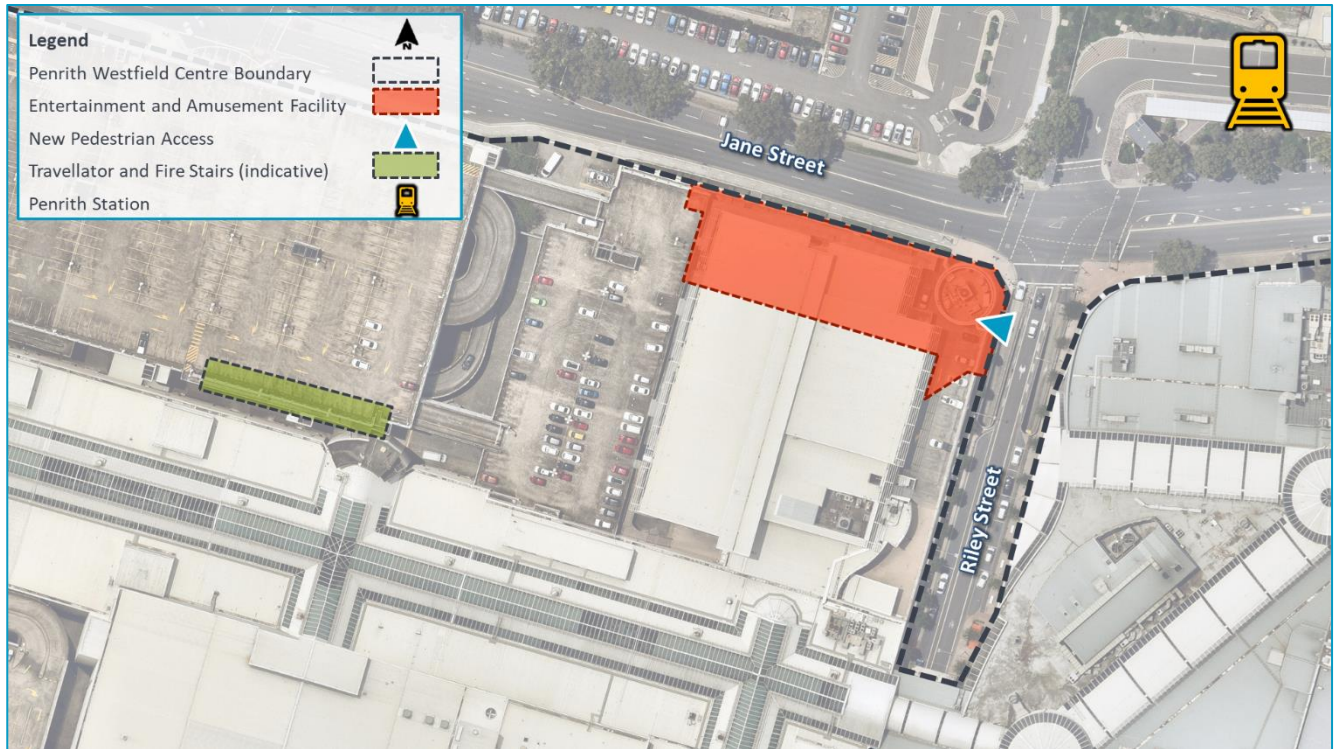 Legend
N
Penrith Westfield Centre Boundary
Entertainment and Amusement Facility
New Pedestrian Access
Travellator and Fire Stairs (indicative)
Penrith Station
Jane Street
Riley Street